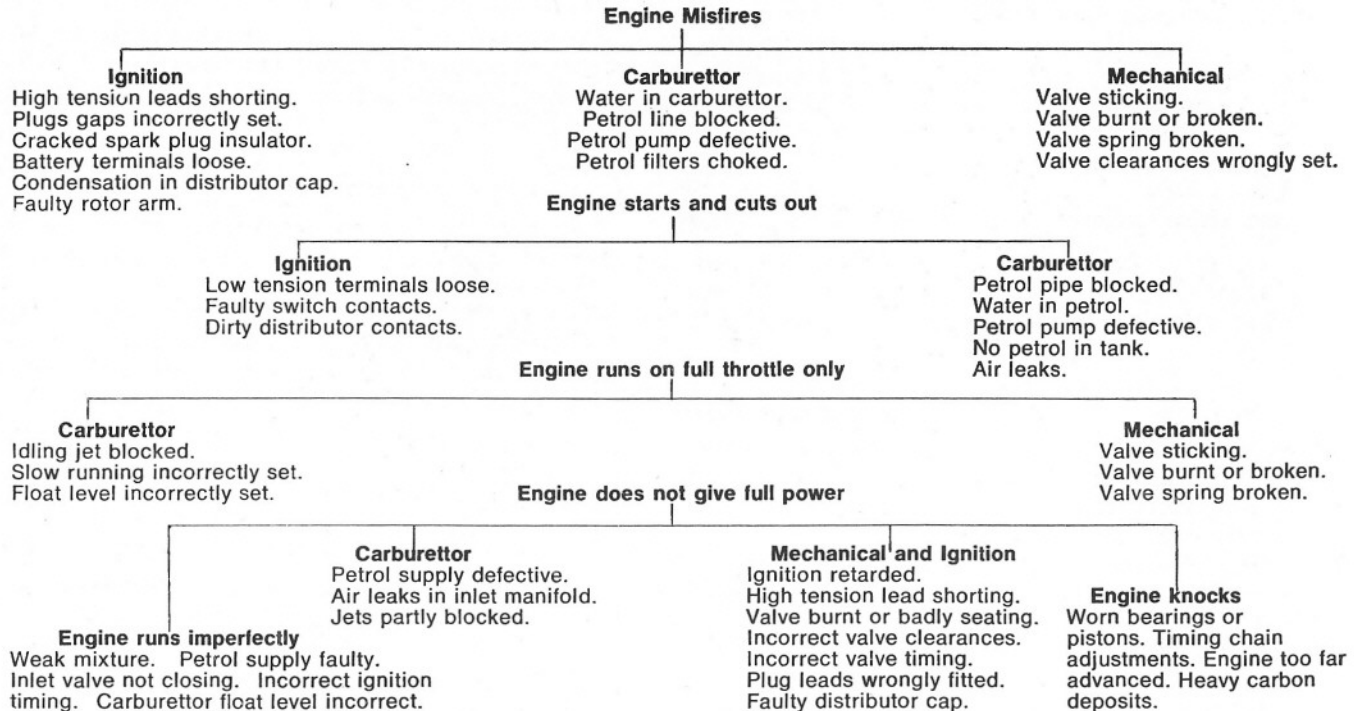 Engine Misfires
Ignition
High tension leads shorting.
Plugs gaps incorrectly set.
Cracked spark plug insulator.
Battery terminals loose.
Condensation in distributor cap.
Faulty rotor arm.
Carburettor
Water in carburettor.
Petrol line blocked.
Petrol pump defective.
Petrol filters choked.
Mechanical
Valve sticking.
Valve burnt or broken.
Valve spring broken.
Valve clearances wrongly set.
Engine starts and cuts out
Ignition
Low tension terminals loose.
Faulty switch contacts.
Dirty distributor contacts.
Carburettor
Petrol pipe blocked.
Water in petrol.
Petrol pump defective.
No petrol in tank.
Air leaks.
Engine runs on full throttle only
Carburettor
Idling jet blocked.
Slow running incorrectly set.
Float level incorrectly set.
Mechanical
Valve sticking.
Valve burnt or broken.
Valve spring broken.
Engine does not give full power
Engine runs imperfectly
Weak mixture. Petrol supply faulty.
Inlet valve not closing. Incorrect ignition
timing. Carburettor float level incorrect.
Carburettor
Petrol supply defective.
Air leaks in inlet manifold.
Jets partly blocked.
Mechanical and Ignition
Ignition retarded.
High tension lead shorting.
Valve burnt or badly seating.
Incorrect valve clearances.
Incorrect valve timing.
Plug leads wrongly fitted.
Faulty distributor cap.
Engine knocks
Worn bearings or
pistons. Timing chain
adjustments. Engine too far
advanced. Heavy carbon
deposits.